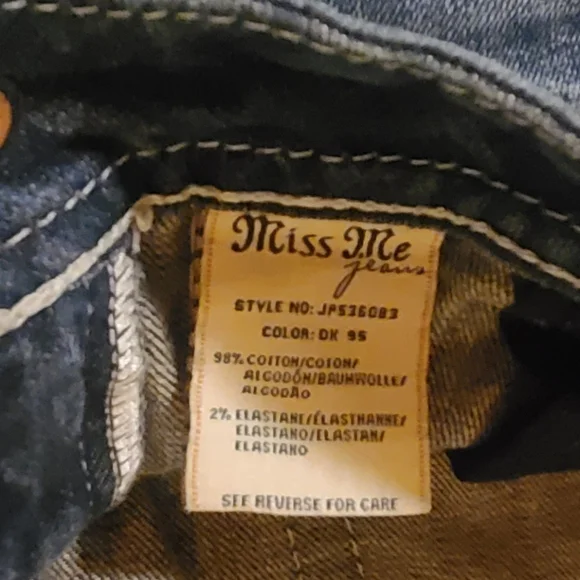 Miss Me
jeans
STYLE NO: JP536083
COLOR: DK 95
98% COTTON/COTON/
ALGODÓN/BAUMWOLLE/
ALGODÃO
2% ELASTANE/ÉLASTHANNE/
ELASTANO/ELASTAN/
ELASTANO
SEE REVERSE FOR CARE